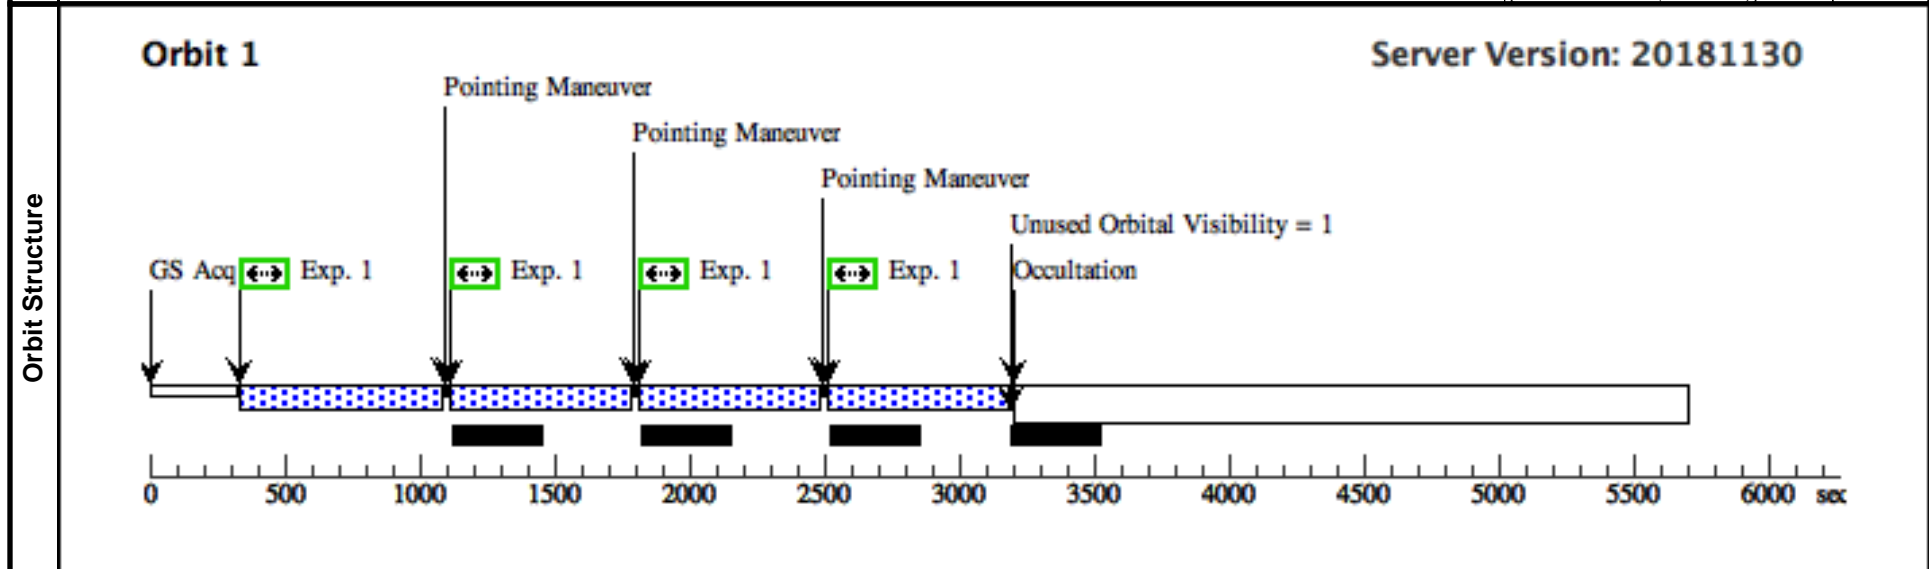 Orbit Structure
Orbit 1
Server Version: 20181130
Pointing Maneuver
Pointing Maneuver
Pointing Maneuver
Unused Orbital Visibility = 1
GS Acq Exp. 1 Exp. 1 Exp. 1 Exp. 1 Occultation
0 500 1000 1500 2000 2500 3000 3500 4000 4500 5000 5500 6000 sec